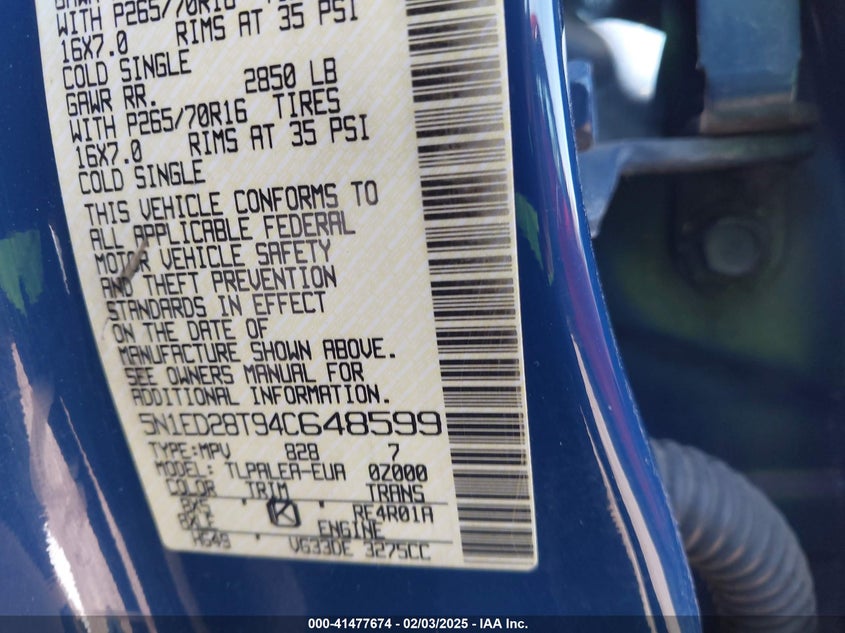 WITH P265/70R16
16X7.0 RIMS AT 35 PSI
COLD SINGLE
GAWR RR. 2850 LB
WITH P265/70R16 TIRES
16X7.0 RIMS AT 35 PSI
COLD SINGLE
THIS VEHICLE CONFORMS TO
ALL APPLICABLE FEDERAL
MOTOR VEHICLE SAFETY
AND THEFT PREVENTION
STANDARDS IN EFFECT
ON THE DATE OF
MANUFACTURE SHOWN ABOVE.
SEE OWNERS MANUAL FOR
ADDITIONAL INFORMATION.
5N1ED28T94C648599
TYPE:MPV 828 7
MODEL: TLPALEA-EUA 0Z000
COLOR TRIM TRANS
K RE4R01A
ENGINE
VG33DE 3275CC
000-41477674 - 02/03/2025 - IAA Inc.